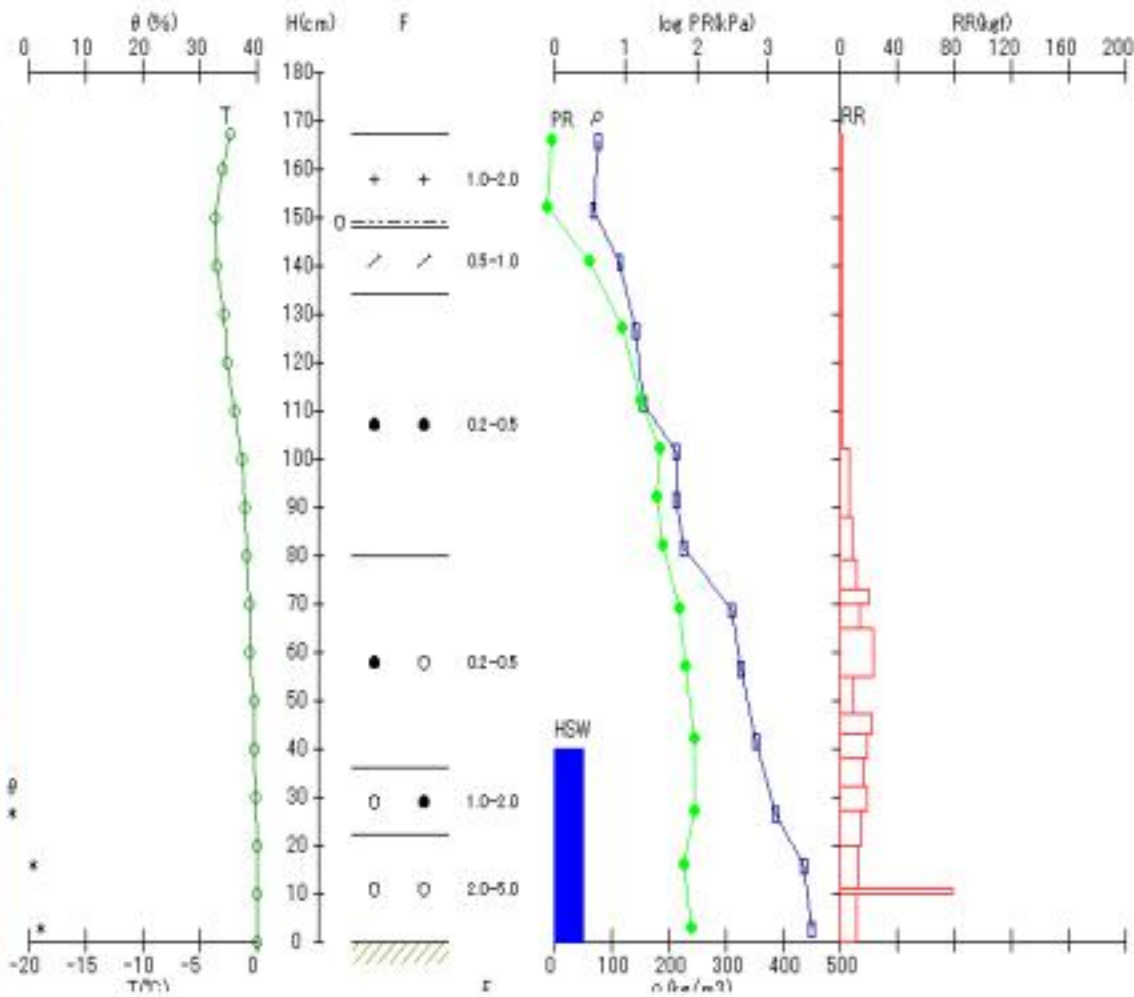 θ (%) H(cm) F log PR(kPa) RR(kgf)
0 10 20 30 40 0 1 2 3 0 40 80 120 160 200
180
T 170 PR ρ RR
160 + + 1.0-2.0
150
0
140 0.5-1.0
130
120
110 0.2-0.5
100
90
80
70
60 0.2-0.5
50 HSW
40
θ
30 1.0-2.0
*
20
*
10 2.0-5.0
*
0
-20 -15 -10 -5 0 0 100 200 300 400 500
T(℃) F ρ(kg/m3)